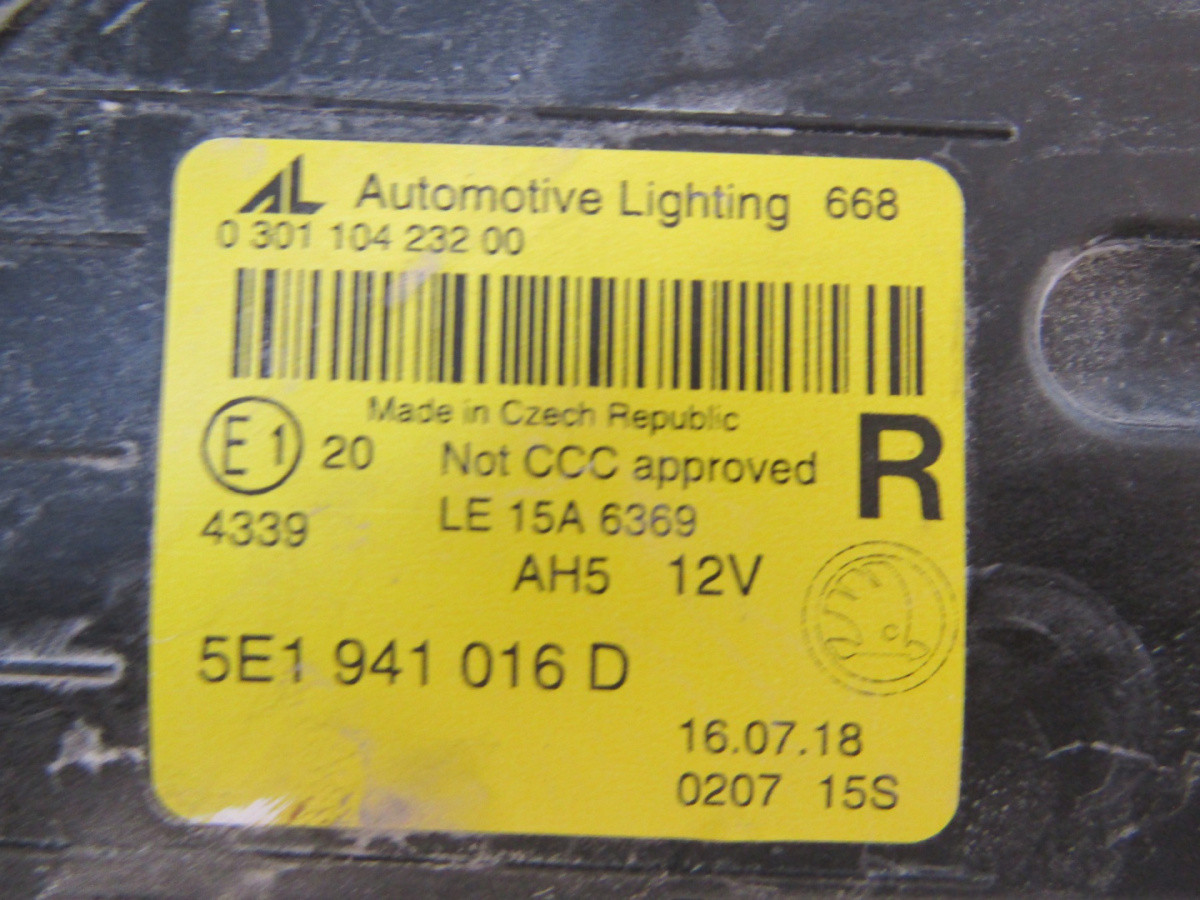 AL Automotive Lighting 668
0 301 104 232 00
Made in Czech Republic
E1 20 Not CCC approved R
4339 LE 15A 6369
AH5 12V
5E1 941 016 D
16.07.18
0207 15S